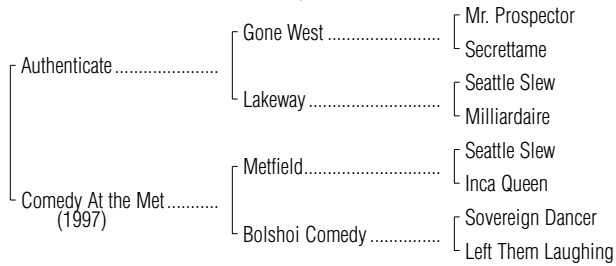 Mr. Prospector
Gone West
Secrettame
Authenticate
Seattle Slew
Lakeway
Milliardaire
Seattle Slew
Metfield
Inca Queen
Comedy At the Met
(1997)
Sovereign Dancer
Bolshoi Comedy
Left Them Laughing